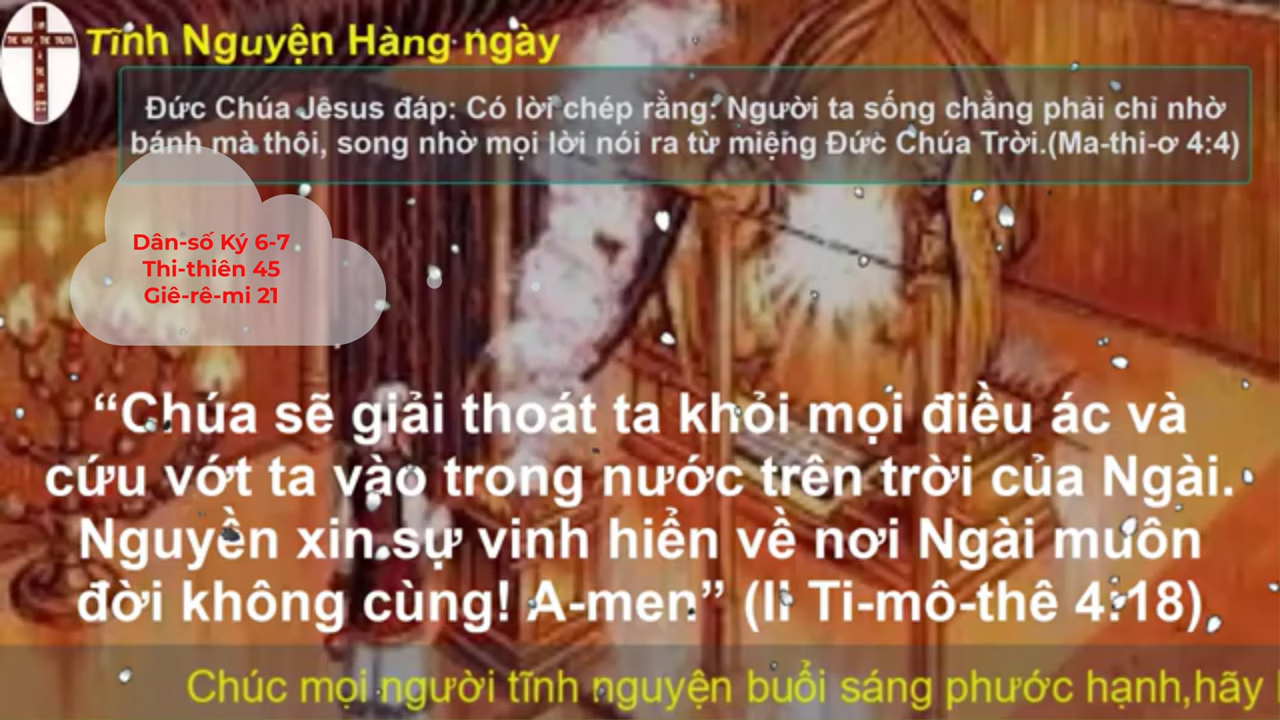 Tĩnh Nguyện Hàng ngày
Đức Chúa Jêsus đáp: Có lời chép rằng: Người ta sống chẳng phải chỉ nhờ
bánh mà thôi, song nhờ mọi lời nói ra từ miệng Đức Chúa Trời.(Ma-thi-ơ 4:4)
THE WAY THE TRUTH
Dân-số Ký 6-7
Thi-thiên 45
Giê-rê-mi 21
“Chúa sẽ giải thoát ta khỏi mọi điều ác và
cứu vớt ta vào trong nước trên trời của Ngài.
Nguyền xin sự vinh hiển về nơi Ngài muôn
đời không cùng! A-men” (Ii Ti-mô-thê 4:18)
Chúc mọi người tĩnh nguyện buổi sáng phước hạnh,hãy